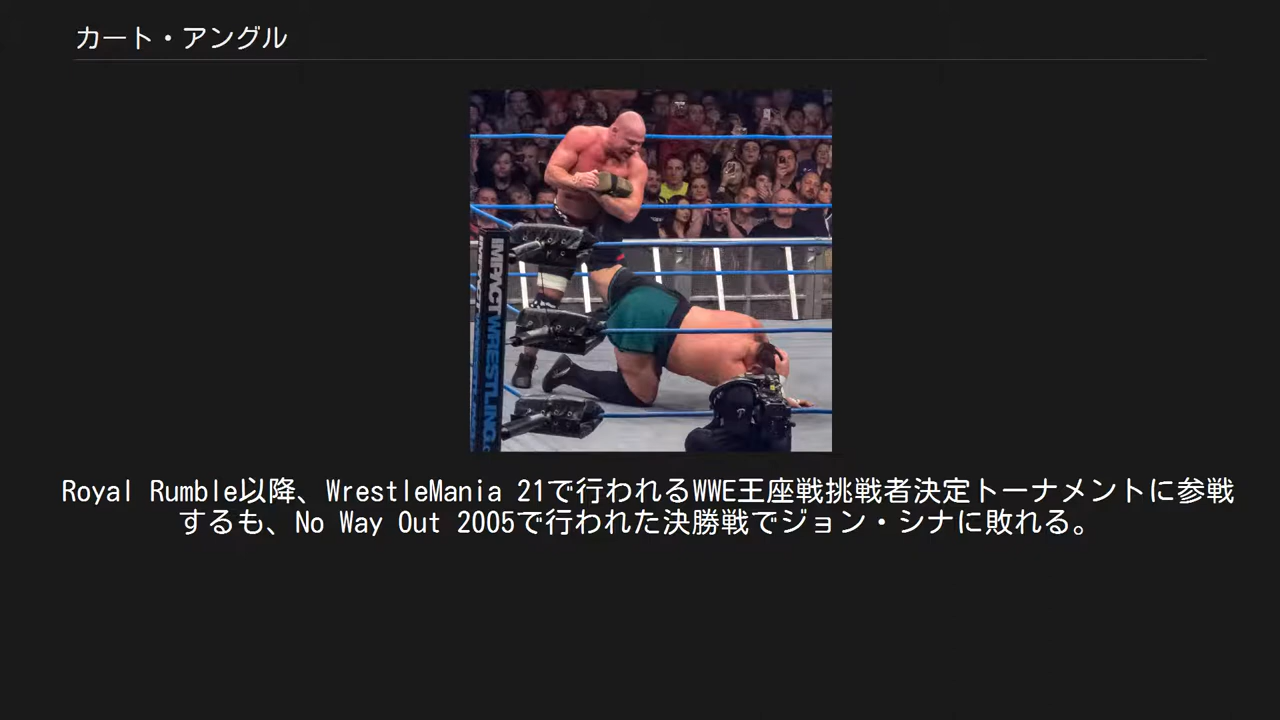 カート・アングル
IMPACT WRESTLING
Royal Rumble以降、WrestleMania 21で行われるWWE王座戦挑戦者決定トーナメントに参戦
するも、No Way Out 2005で行われた決勝戦でジョン・シナに敗れる。